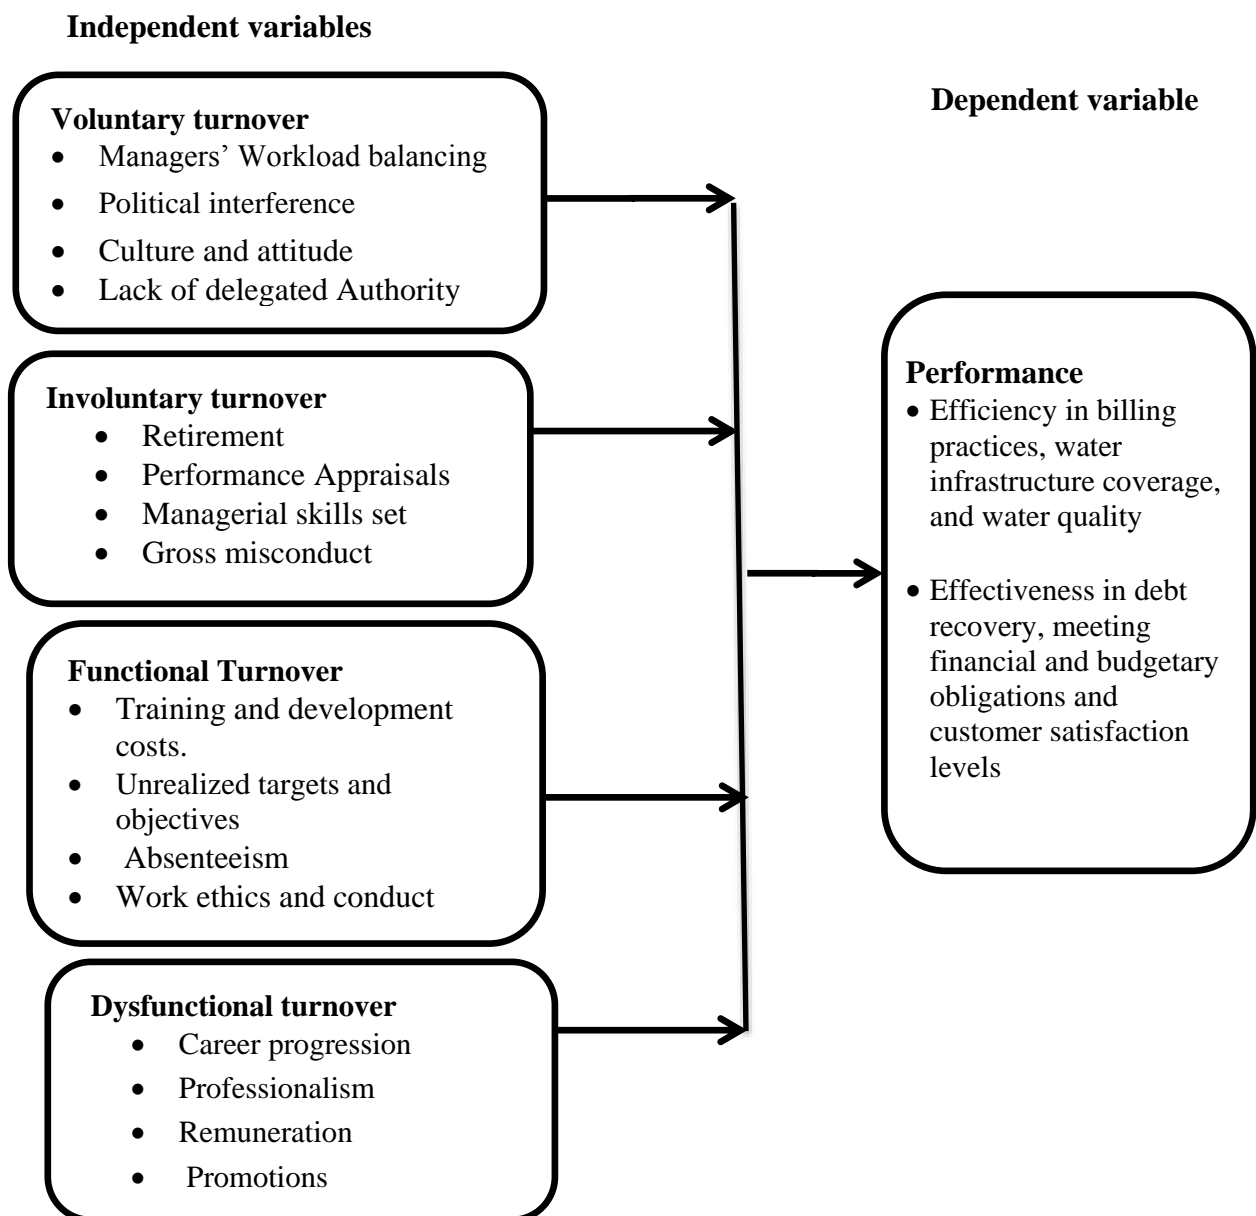 Independent variables
Voluntary turnover
• Managers’ Workload balancing
• Political interference
• Culture and attitude
• Lack of delegated Authority
Involuntary turnover
• Retirement
• Performance Appraisals
• Managerial skills set
• Gross misconduct
Functional Turnover
• Training and development
costs.
• Unrealized targets and
objectives
• Absenteeism
• Work ethics and conduct
Dysfunctional turnover
• Career progression
• Professionalism
• Remuneration
• Promotions
Dependent variable
Performance
• Efficiency in billing
practices, water
infrastructure coverage,
and water quality
• Effectiveness in debt
recovery, meeting
financial and budgetary
obligations and
customer satisfaction
levels